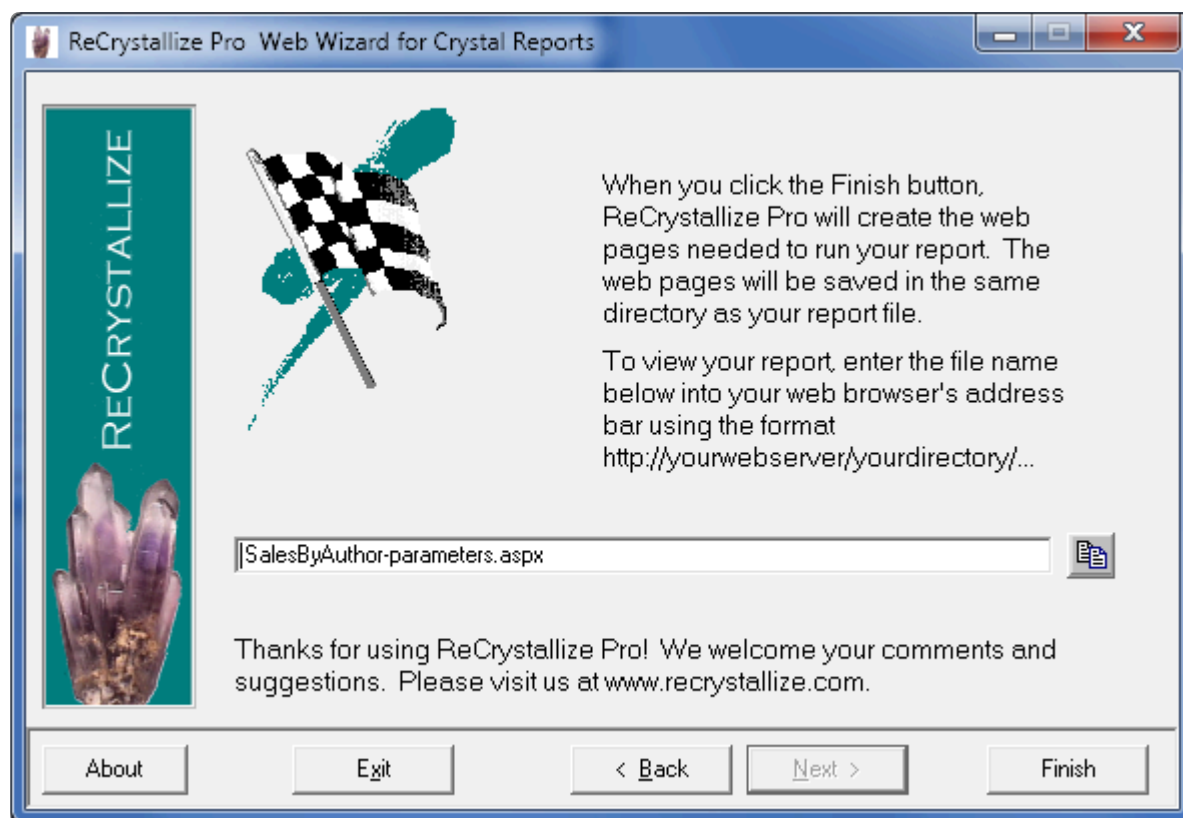 ReCrystallize Pro Web Wizard for Crystal Reports
RECRYSTALLIZE
When you click the Finish button,
ReCrystallize Pro will create the web
pages needed to run your report. The
web pages will be saved in the same
directory as your report file.
To view your report, enter the file name
below into your web browser's address
bar using the format
http://yourwebserver/yourdirectory/...
SalesByAuthor-parameters.aspx
Thanks for using ReCrystallize Pro! We welcome your comments and
suggestions. Please visit us at www.recrystallize.com.
About Exit < Back Next > Finish